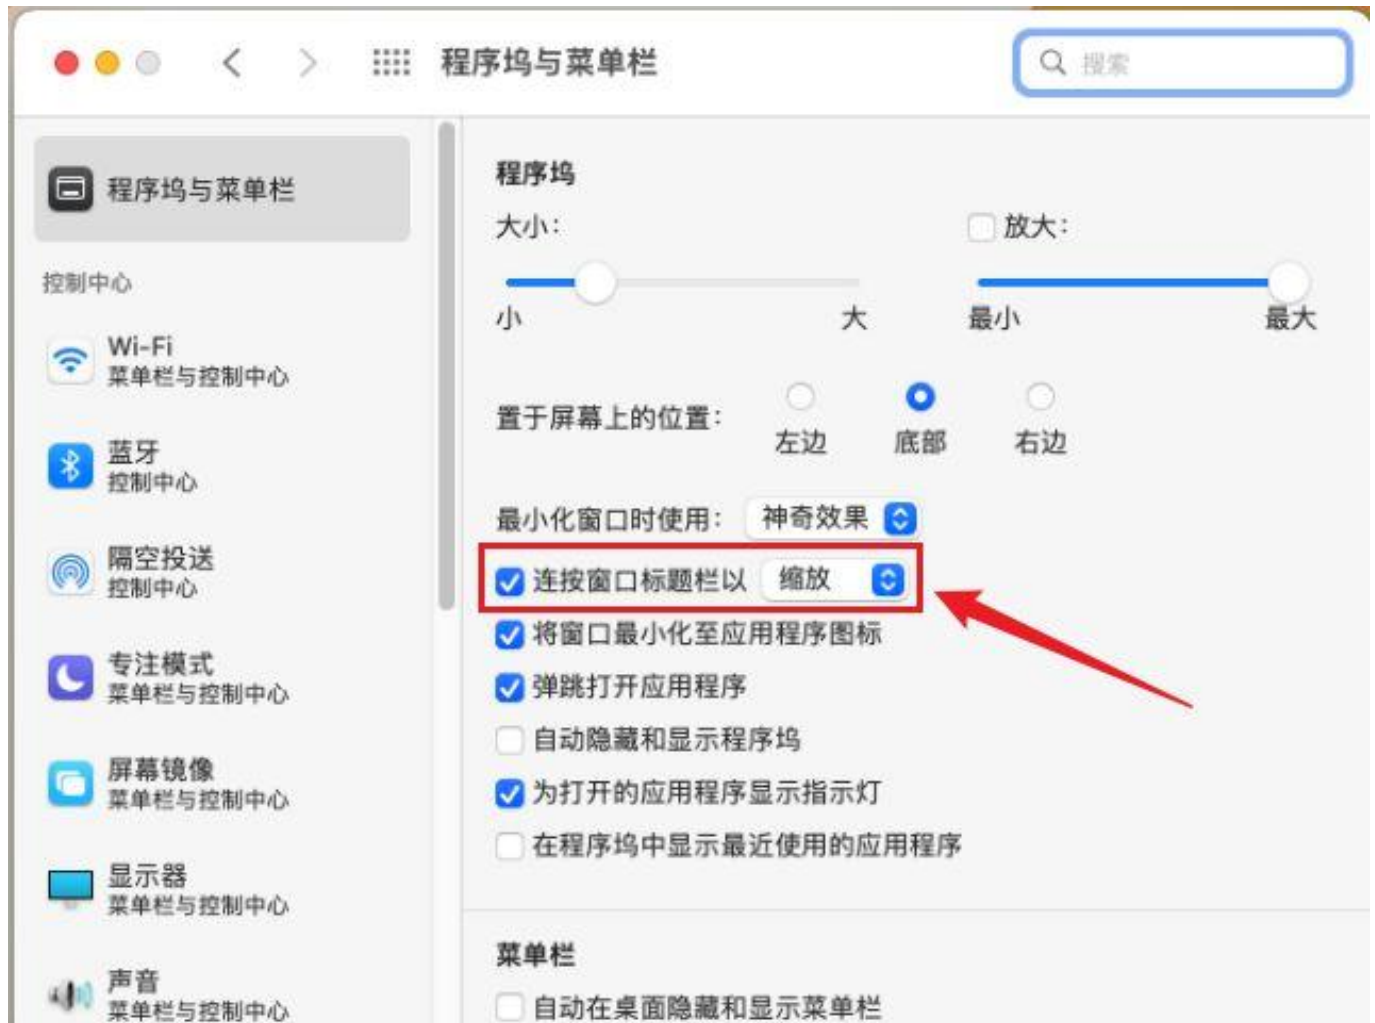 程序坞与菜单栏
搜索
程序坞与菜单栏
控制中心
Wi-Fi
菜单栏与控制中心
蓝牙
控制中心
隔空投送
控制中心
专注模式
菜单栏与控制中心
屏幕镜像
菜单栏与控制中心
显示器
菜单栏与控制中心
声音
菜单栏与控制中心
程序坞
大小：
放大：
小 大
最小 最大
置于屏幕上的位置：
左边 底部 右边
最小化窗口时使用： 神奇效果
连按窗口标题栏以 缩放
将窗口最小化至应用程序图标
弹跳打开应用程序
自动隐藏和显示程序坞
为打开的应用程序显示指示灯
在程序坞中显示最近使用的应用程序
菜单栏
自动在桌面隐藏和显示菜单栏